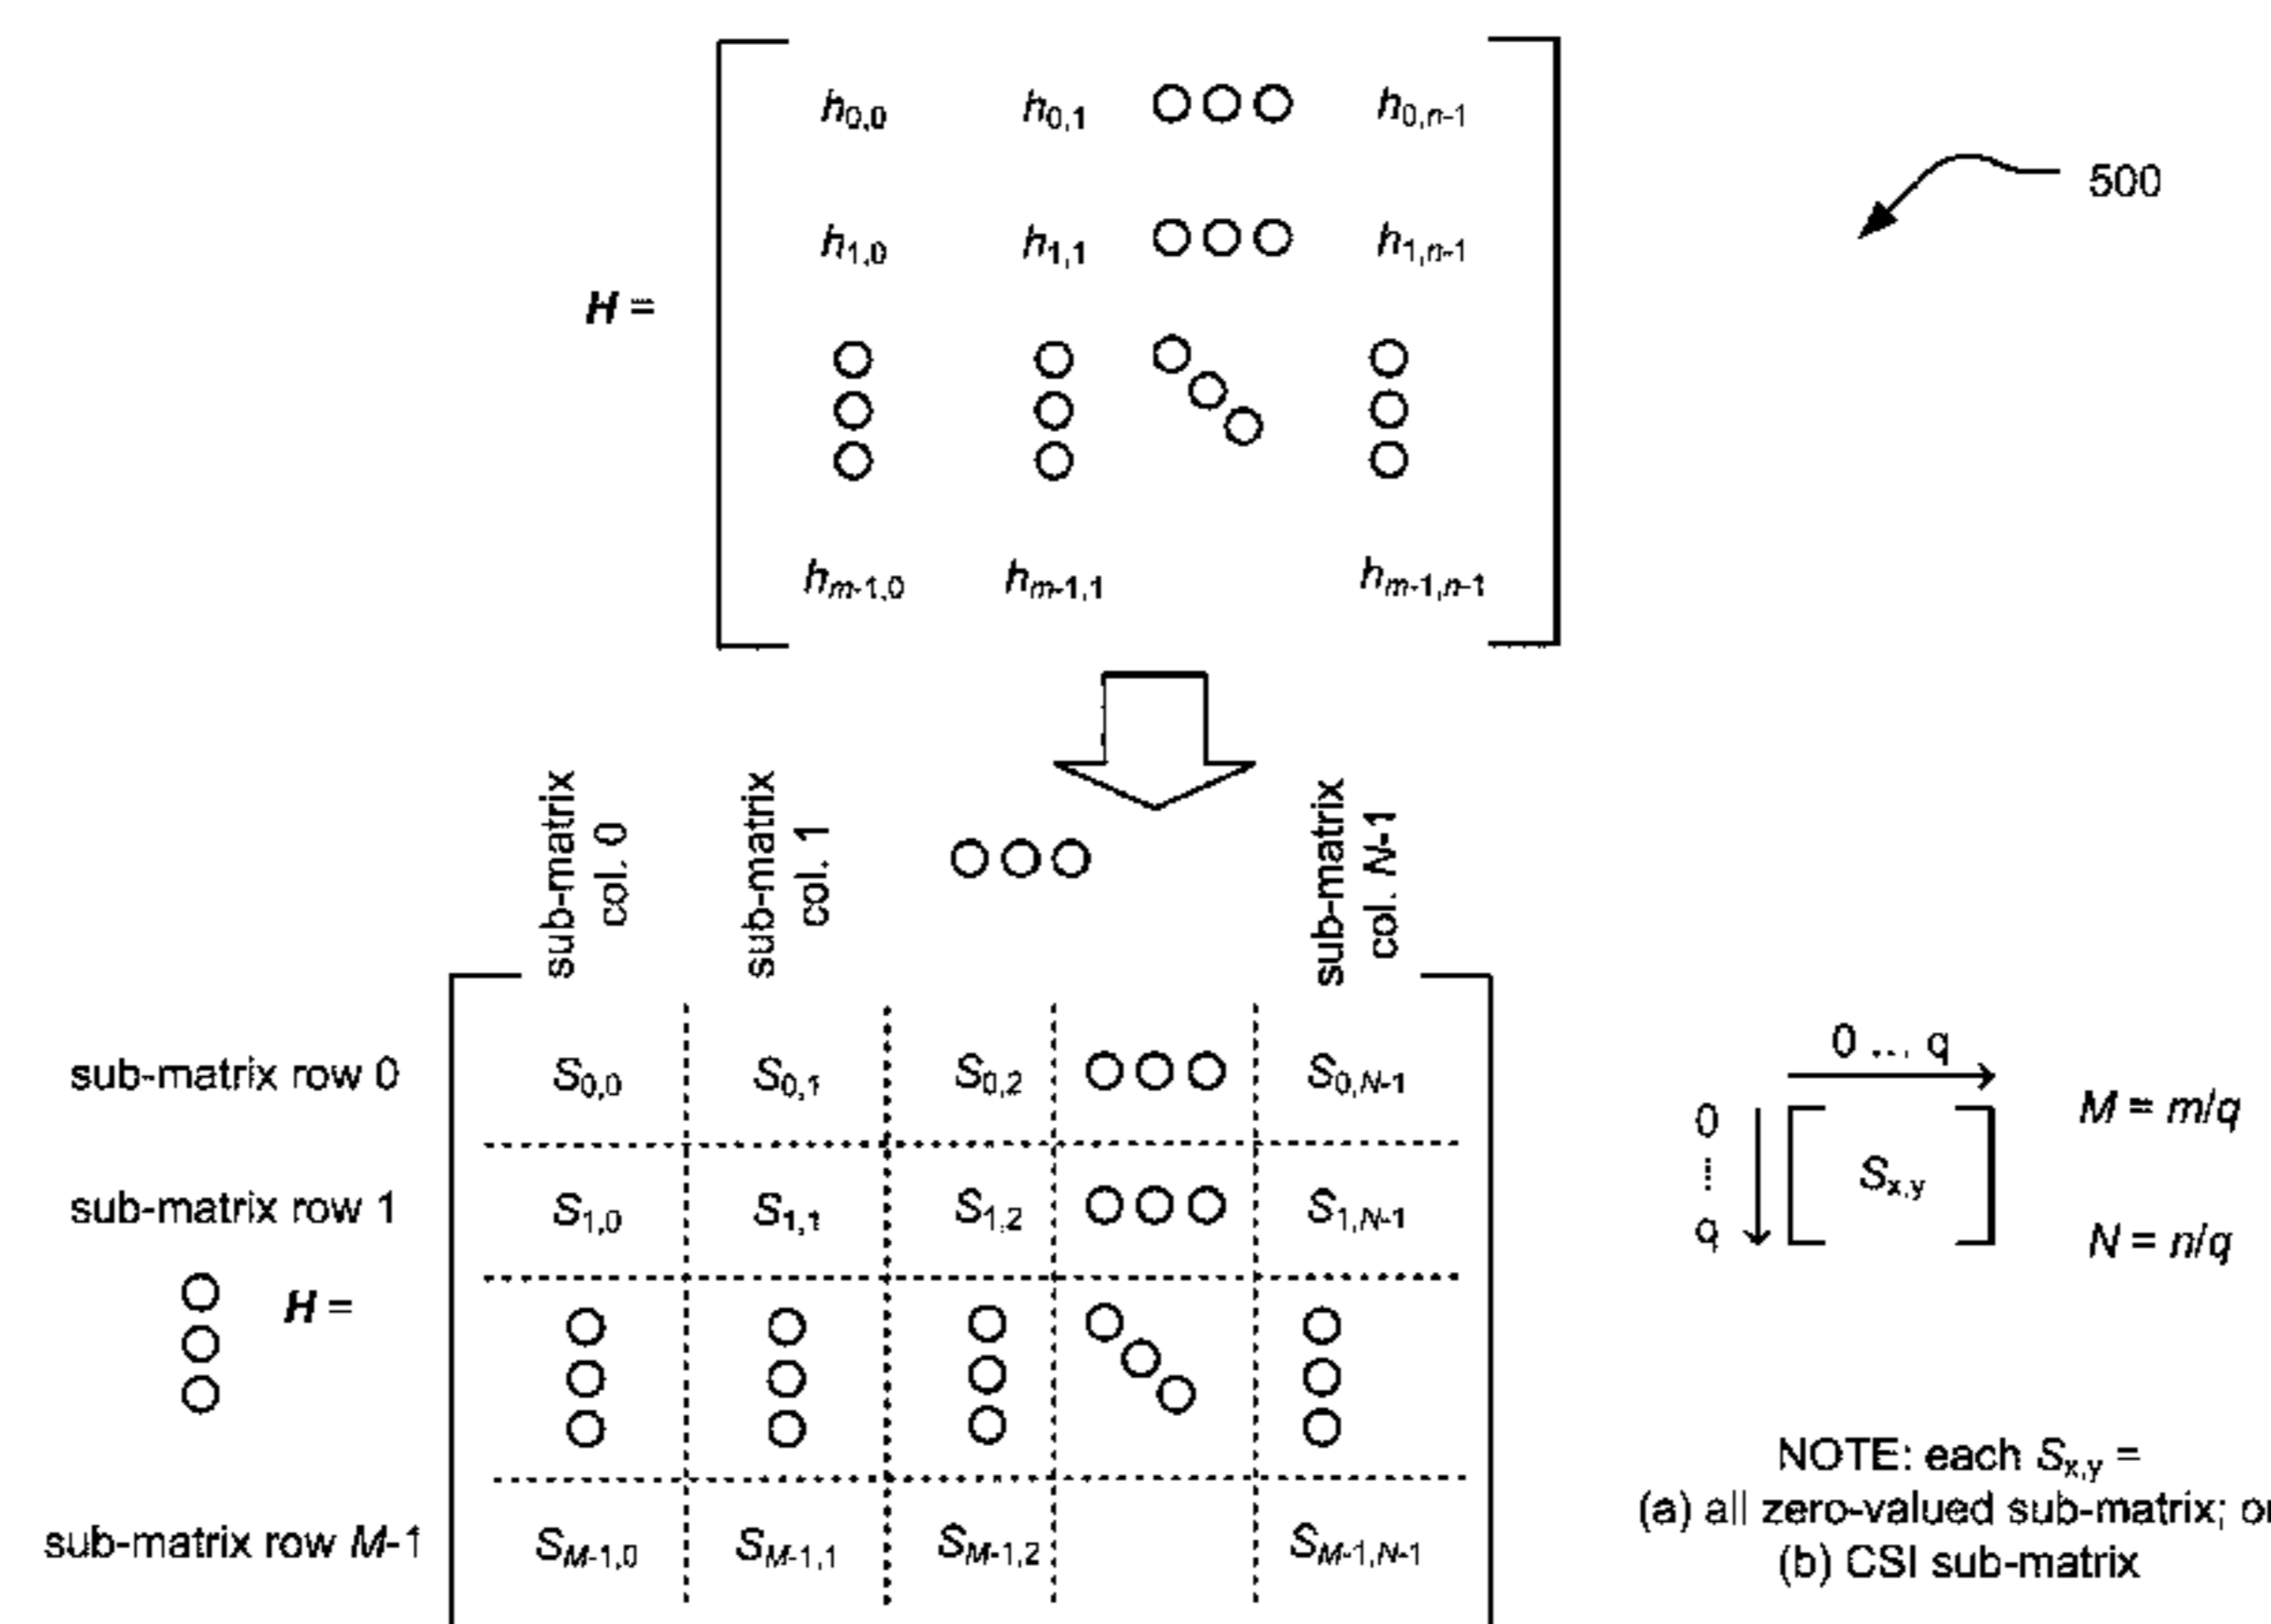 h0,0 h0,1 h0,n-1
500
h1,0 h1,1 h1,n-1
H =
hm-1,0 hm-1,1 hm-1,n-1
sub-matrix col. 0
sub-matrix col. 1
sub-matrix col. N-1
sub-matrix row 0 S0,0 S0,1 S0,2 S0,N-1
0 ... q
M = m/q
0
...
q
Sx,y
N = n/q
sub-matrix row 1 S1,0 S1,1 S1,2 S1,N-1
H =
NOTE: each Sx,y =
(a) all zero-valued sub-matrix; or
(b) CSI sub-matrix
sub-matrix row M-1 SM-1,0 SM-1,1 SM-1,2 SM-1,N-1